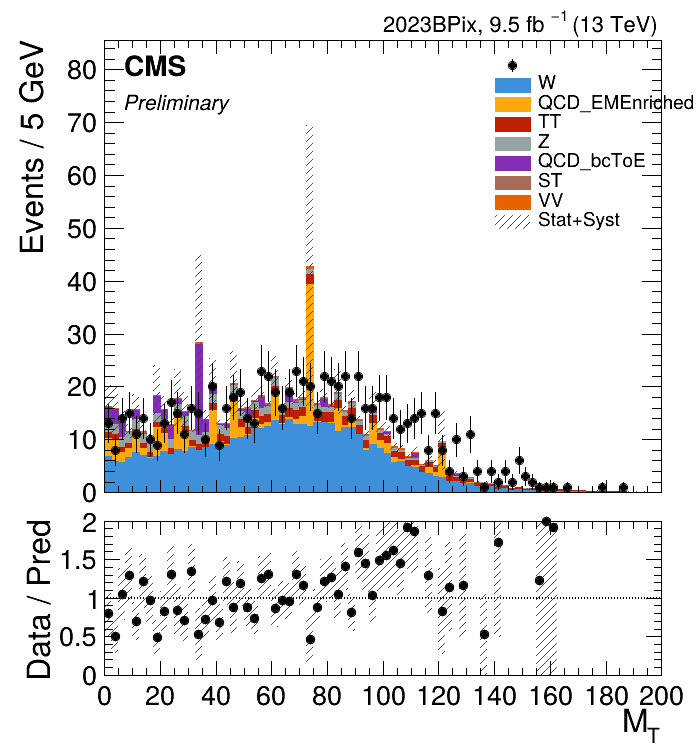 2023BPix, 9.5 fb⁻¹ (13 TeV)
CMS
Preliminary
W
QCD_EMEnriched
TT
Z
QCD_bcToE
ST
VV
Stat+Syst
Events / 5 GeV
80
70
60
50
40
30
20
10
0
Data / Pred
2
1.5
1
0.5
0
0 20 40 60 80 100 120 140 160 180 200
M_T